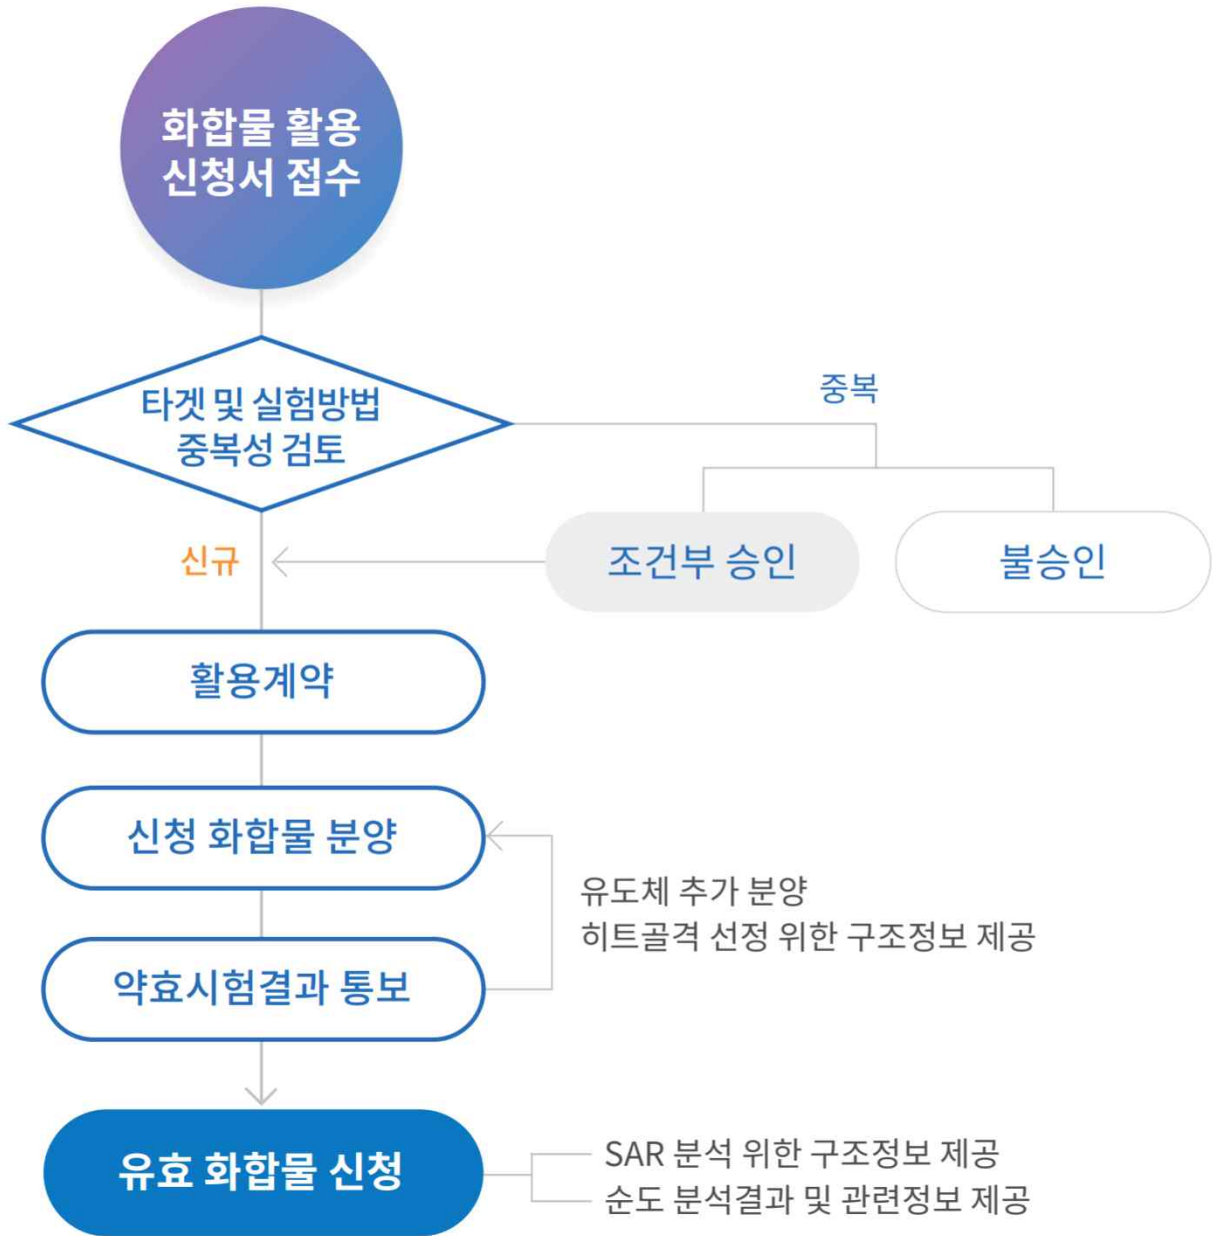 화합물 활용
신청서 접수
타겟 및 실험방법
중복성 검토
중복
신규
조건부 승인
불승인
활용계약
신청 화합물 분양
유도체 추가 분양
히트골격 선정 위한 구조정보 제공
약효시험결과 통보
유효 화합물 신청
SAR 분석 위한 구조정보 제공
순도 분석결과 및 관련정보 제공